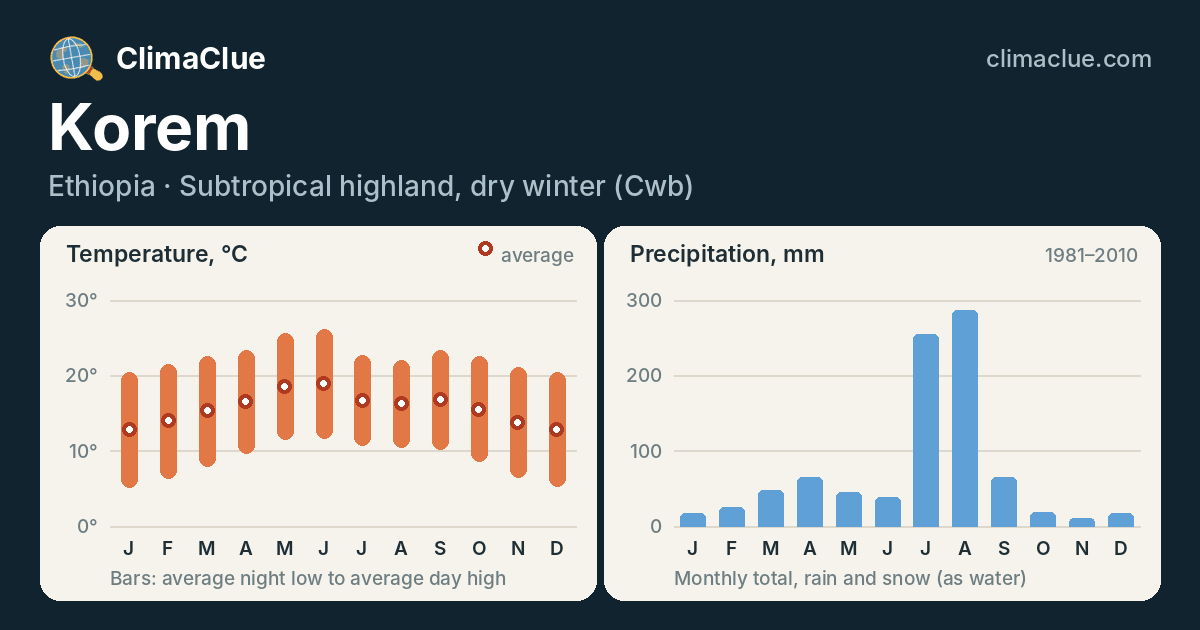 ClimaClue
climaclue.com
Korem
Ethiopia · Subtropical highland, dry winter (Cwb)
Temperature, °C
average
30°
20°
10°
0°
J F M A M J J A S O N D
Bars: average night low to average day high
Precipitation, mm
1981–2010
300
200
100
0
J F M A M J J A S O N D
Monthly total, rain and snow (as water)